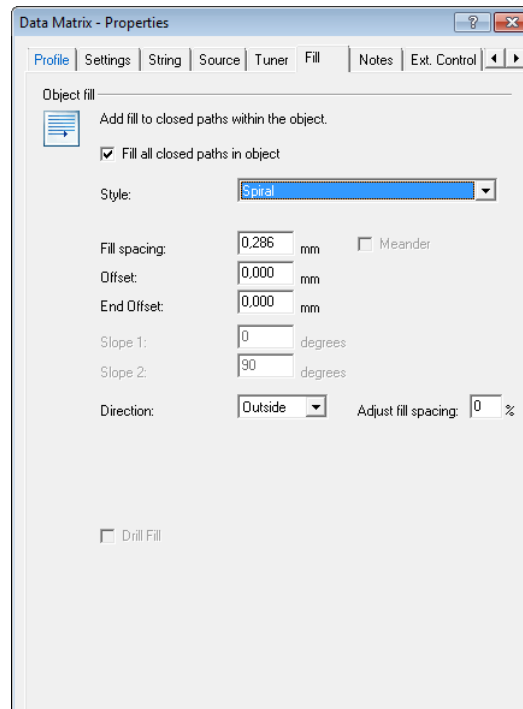 Data Matrix - Properties
Profile Settings String Source Tuner Fill Notes Ext. Control
Object fill
Add fill to closed paths within the object.
Fill all closed paths in object
Style: Spiral
Fill spacing: 0,286 mm Meander
Offset: 0,000 mm
End Offset: 0,000 mm
Slope 1: 0 degrees
Slope 2: 90 degrees
Direction: Outside Adjust fill spacing: 0 %
Drill Fill